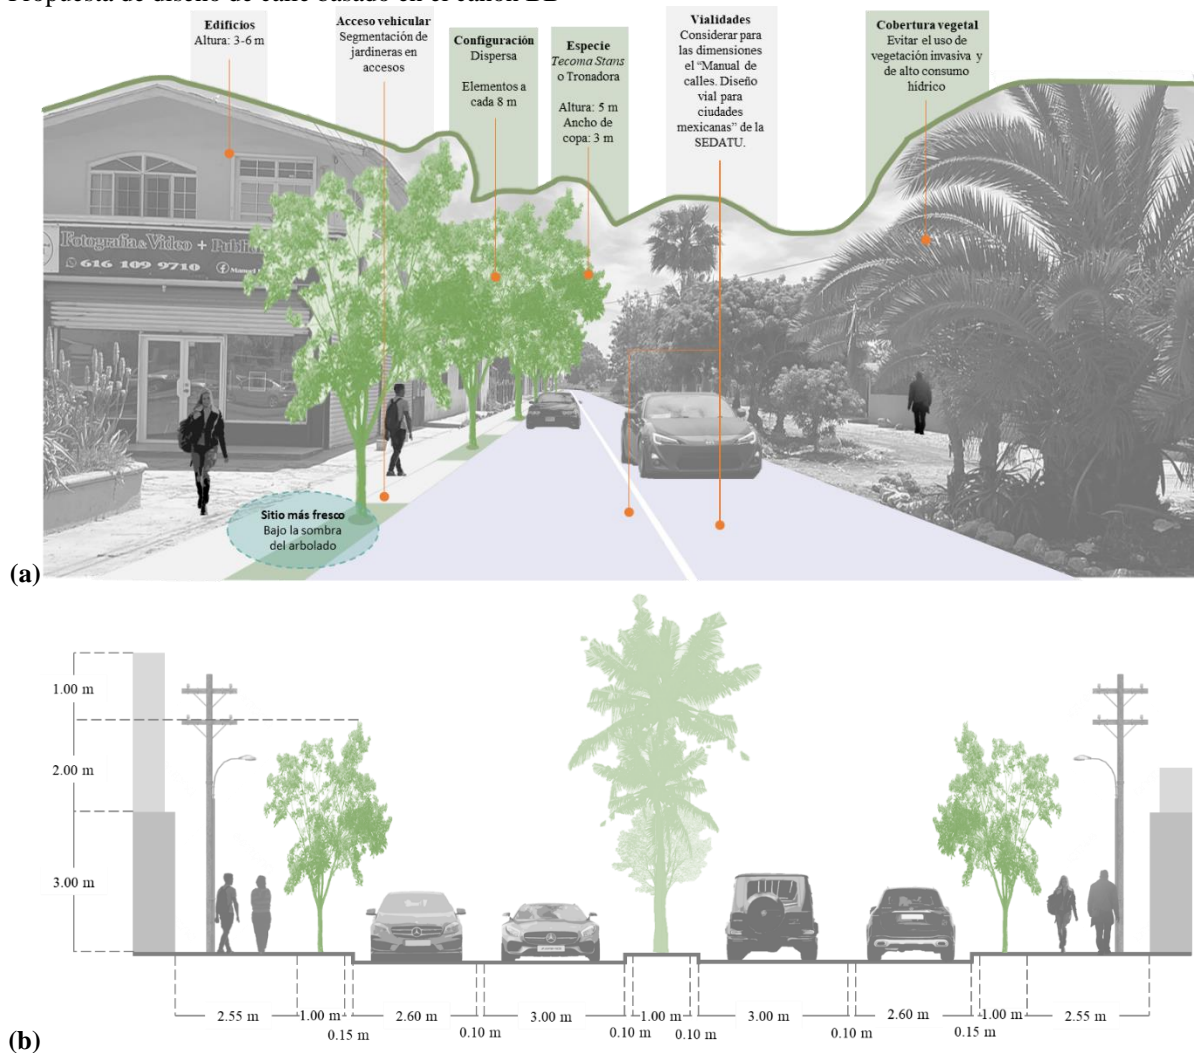 Propuesta de diseño de calle basado en el cañón BD
Edificios
Altura: 3-6 m
Acceso vehicular
Segmentación de
jardineras en
accesos
Configuración
Dispersa
Elementos a
cada 8 m
Especie
Tecoma Stans
o Tronadora
Altura: 5 m
Ancho de
copa: 3 m
Vialidades
Considerar para
las dimensiones
el “Manual de
calles. Diseño
vial para
ciudades
mexicanas” de la
SEDATU.
Cobertura vegetal
Evitar el uso de
vegetación invasiva y
de alto consumo
hídrico
Fotografía & Video + Publi
616 109 9710
Manuel
Sitio más fresco
Bajo la sombra
del arbolado
(a)
1.00 m
2.00 m
3.00 m
2.55 m
1.00 m
0.15 m
2.60 m
0.10 m
3.00 m
0.10 m
1.00 m
0.10 m
3.00 m
0.10 m
2.60 m
0.15 m
1.00 m
2.55 m
(b)